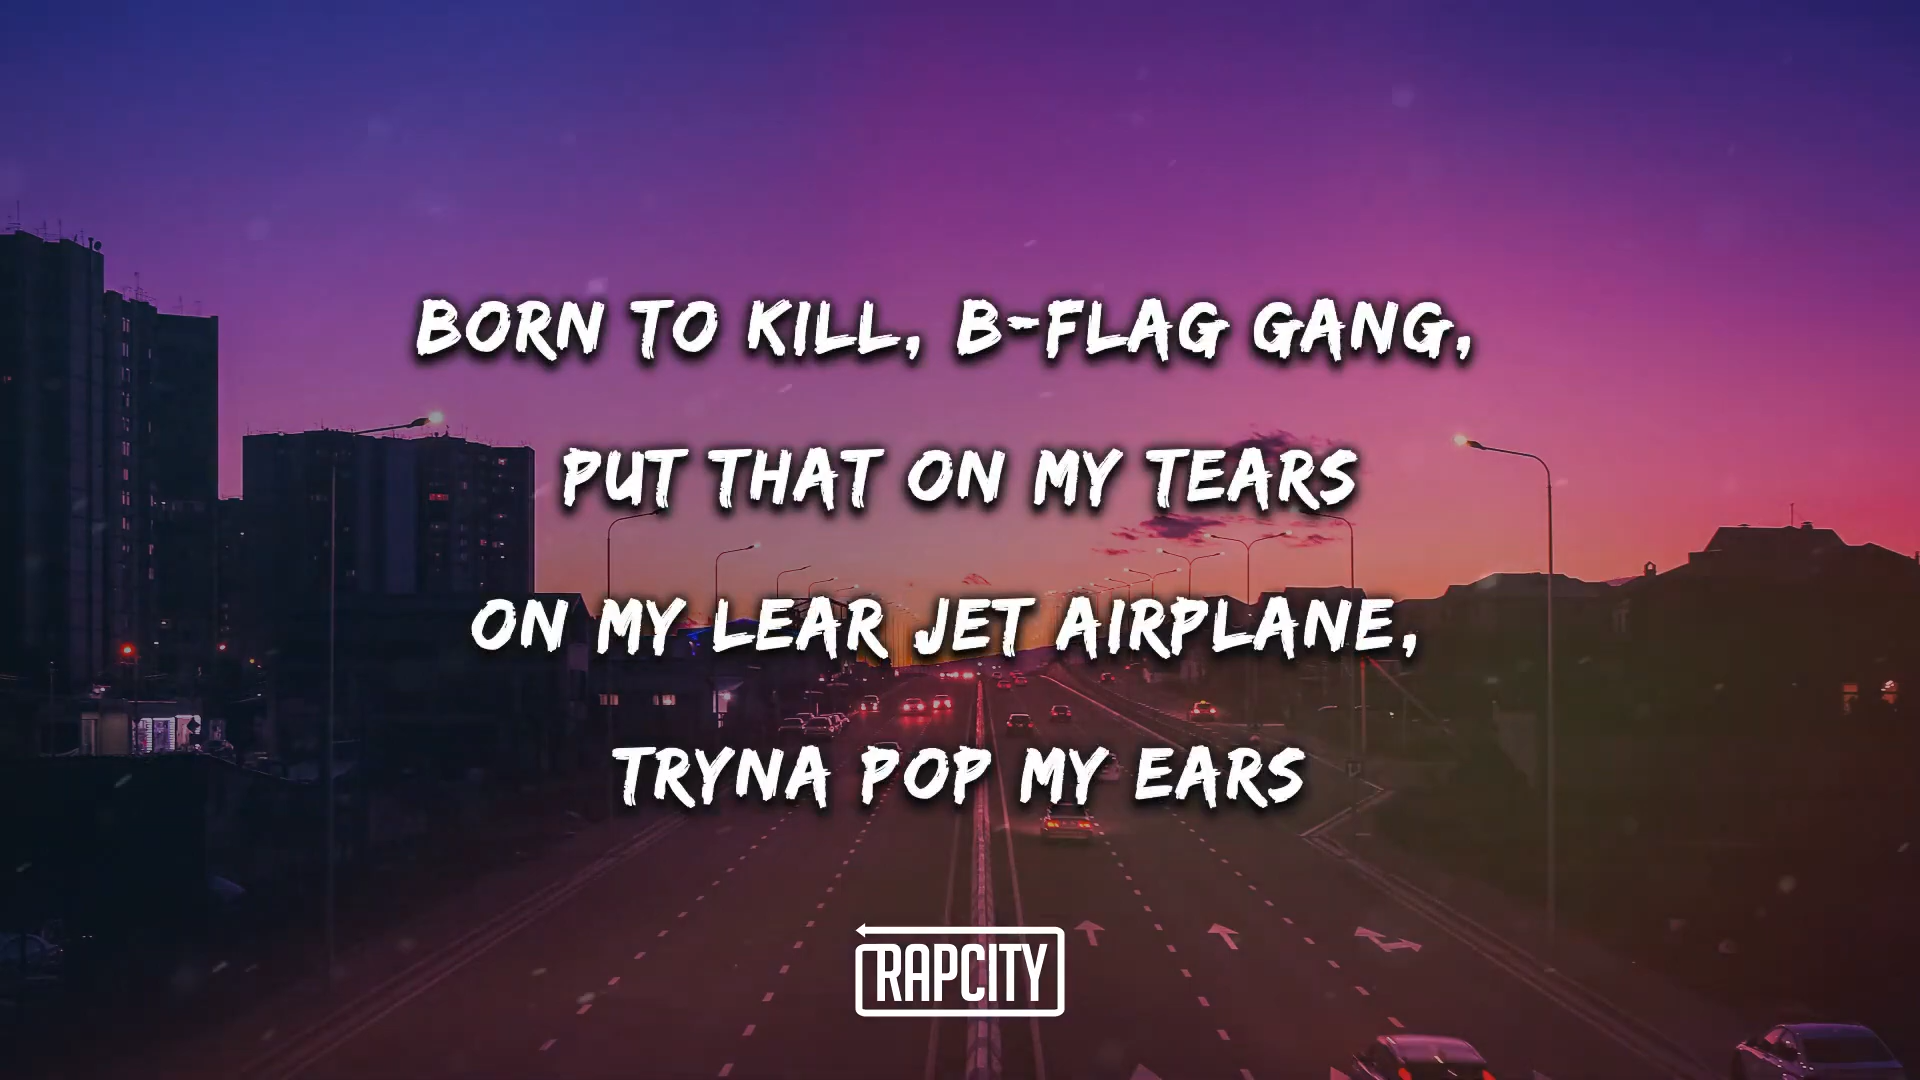 BORN TO KILL, B-FLAG GANG,
PUT THAT ON MY TEARS
ON MY LEAR JET AIRPLANE,
TRYNA POP MY EARS
RAPCITY